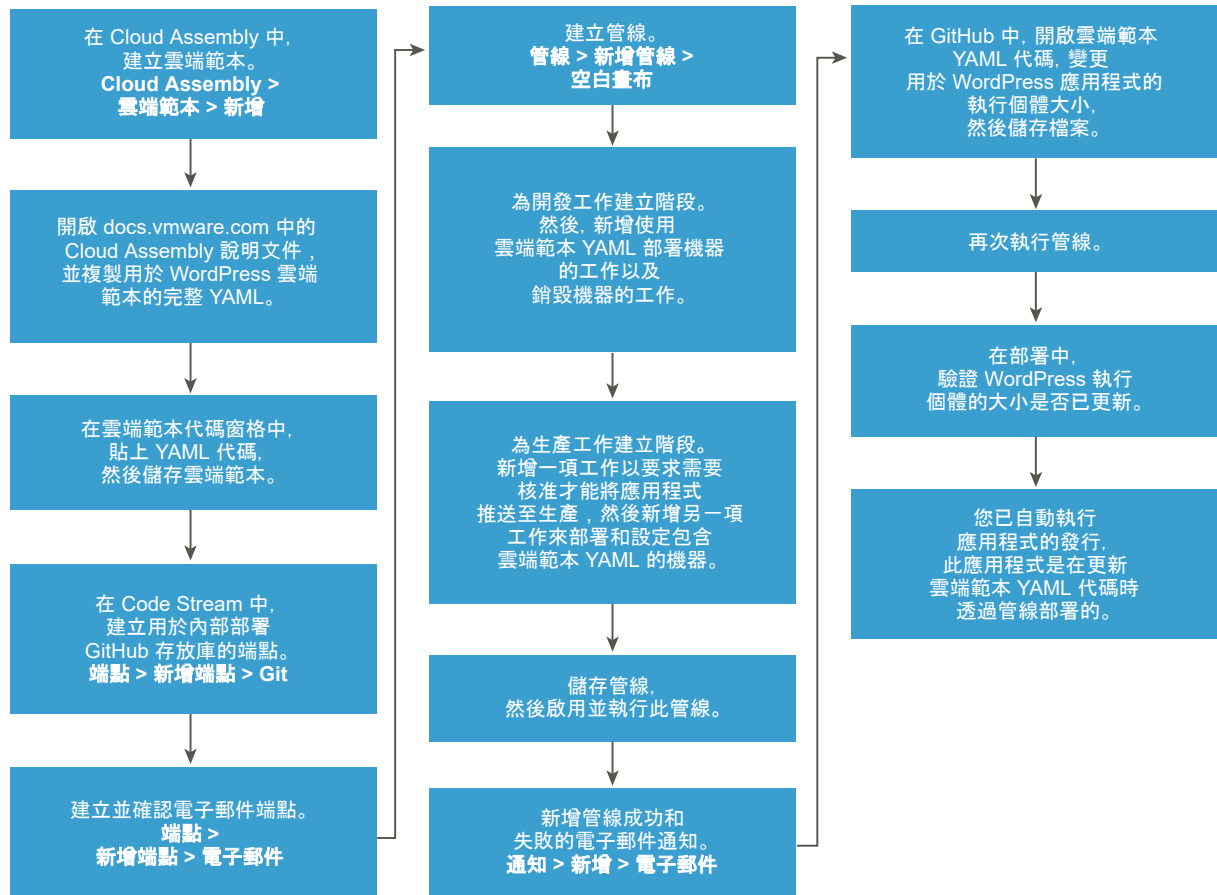 在 Cloud Assembly 中,
建立雲端範本。
Cloud Assembly >
雲端範本 > 新增
開啟 docs.vmware.com 中的
Cloud Assembly 說明文件，
並複製用於 WordPress 雲端
範本的完整 YAML。
在雲端範本代碼窗格中,
貼上 YAML 代碼,
然後儲存雲端範本。
在 Code Stream 中,
建立用於內部部署
GitHub 存放庫的端點。
端點 > 新增端點 > Git
建立並確認電子郵件端點。
端點 >
新增端點 > 電子郵件
建立管線。
管線 > 新增管線 >
空白畫布
為開發工作建立階段。
然後, 新增使用
雲端範本 YAML 部署機器
的工作以及
銷毀機器的工作。
為生產工作建立階段。
新增一項工作以要求需要
核准才能將應用程式
推送至生產，然後新增另一項
工作來部署和設定包含
雲端範本 YAML 的機器。
儲存管線,
然後啟用並執行此管線。
新增管線成功和
失敗的電子郵件通知。
通知 > 新增 > 電子郵件
在 GitHub 中, 開啟雲端範本
YAML 代碼, 變更
用於 WordPress 應用程式的
執行個體大小,
然後儲存檔案。
再次執行管線。
在部署中,
驗證 WordPress 執行
個體的大小是否已更新。
您已自動執行
應用程式的發行,
此應用程式是在更新
雲端範本 YAML 代碼時
透過管線部署的。